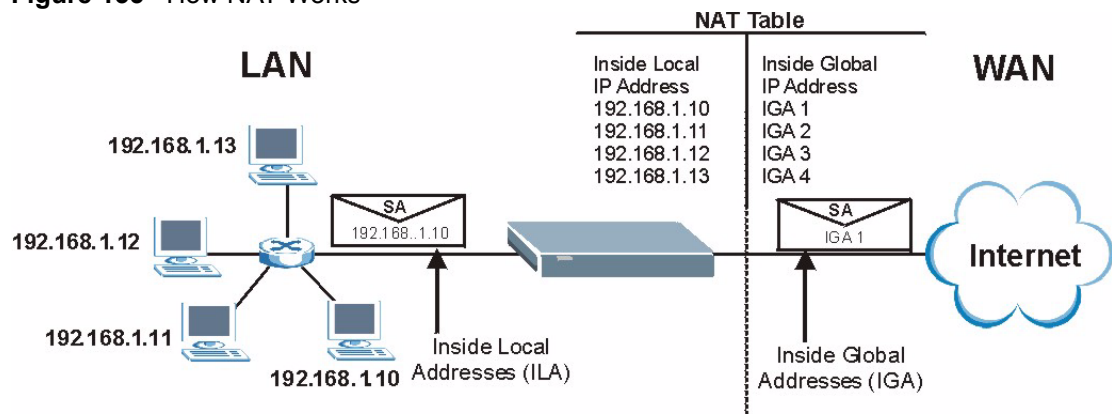 NAT Table
LAN
WAN
Inside Local
IP Address
192.168.1.10
192.168.1.11
192.168.1.12
192.168.1.13
Inside Global
IP Address
IGA 1
IGA 2
IGA 3
IGA 4
192.168.1.13
192.168.1.12
192.168.1.11
192.168.1.10
SA
192.168..1.10
SA
IGA 1
Internet
Inside Local
Addresses (ILA)
Inside Global
Addresses (IGA)